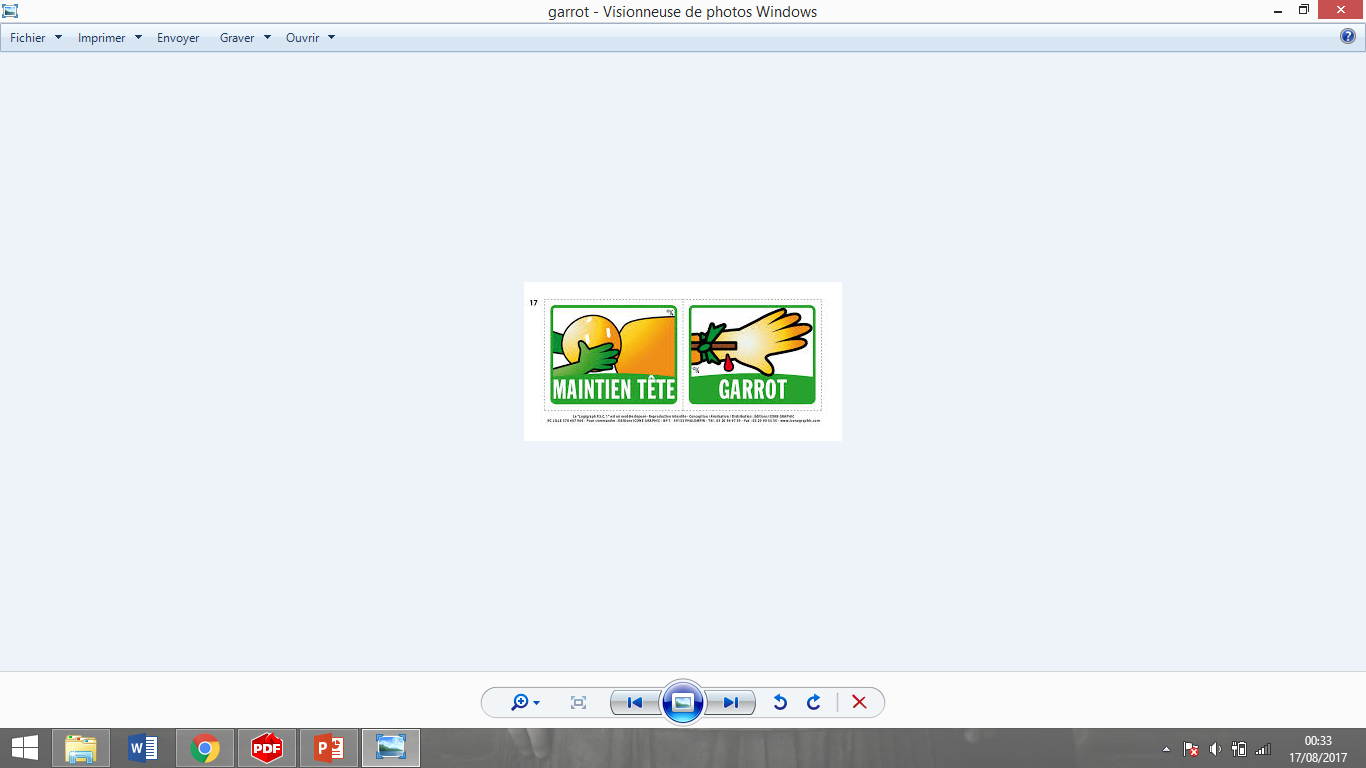 garrot - Visionneuse de photos Windows
Fichier Imprimer Envoyer Graver Ouvrir
17
MAINTIEN TÊTE
GARROT
PDF
00:33
17/08/2017